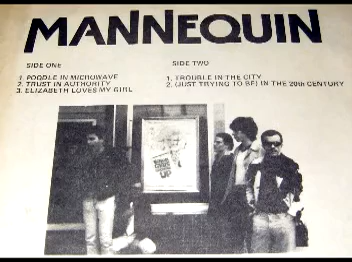 MANNEQUIN
SIDE ONE
1. POODLE IN MICROWAVE
2. TRUST IN AUTHORITY
3. ELIZABETH LOVES MY GIRL
SIDE TWO
1. TROUBLE IN THE CITY
2. (JUST TRYING TO BE) IN THE 20th CENTURY
UP